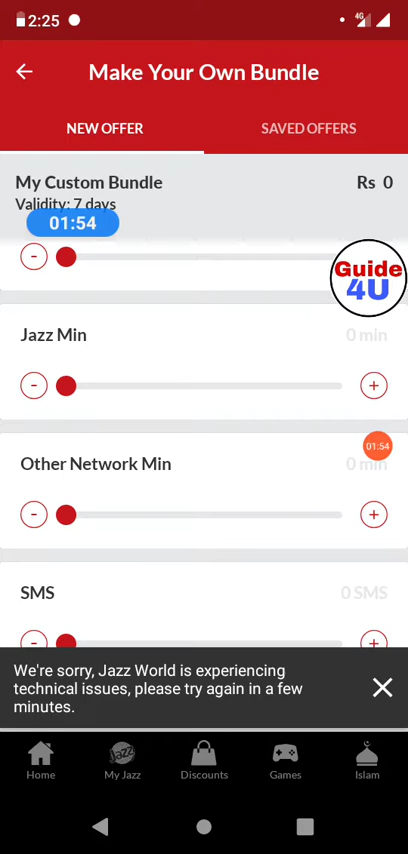 2:25
4G
Make Your Own Bundle
NEW OFFER
SAVED OFFERS
My Custom Bundle
Rs 0
Validity: 7 days
01:54
-
Guide
4U
Jazz Min
0 min
-
+
01:54
Other Network Min
0 min
-
+
SMS
0 SMS
-
+
We're sorry, Jazz World is experiencing
technical issues, please try again in a few
minutes.
Jazz
Home
My Jazz
Discounts
Games
Islam